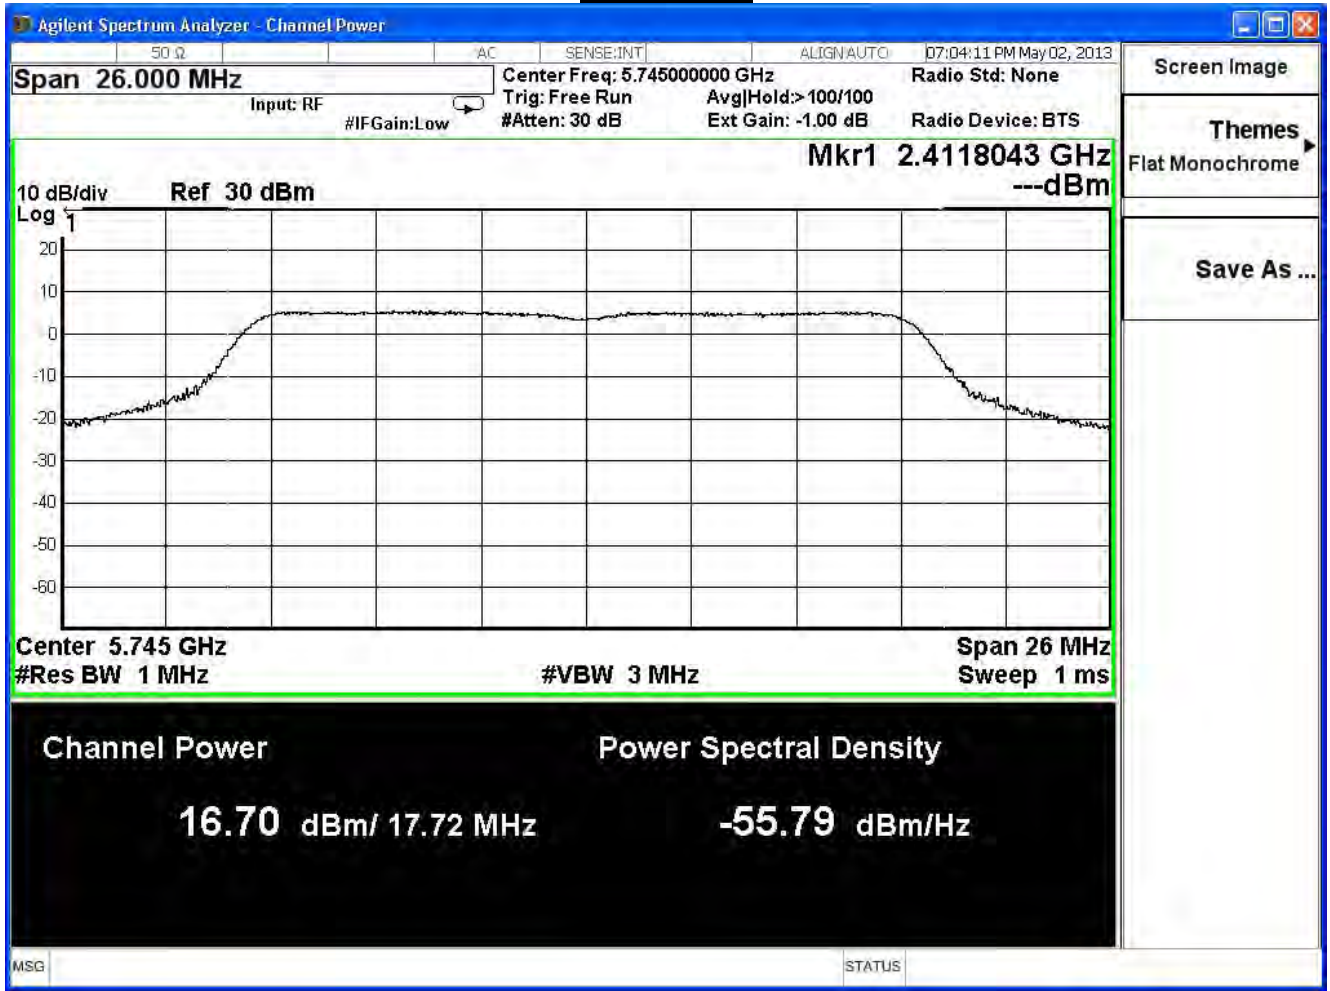 Agilent Spectrum Analyzer - Channel Power
50 Ω AC SENSE:INT ALIGN AUTO 07:04:11 PM May 02, 2013
Span 26.000 MHz
Center Freq: 5.745000000 GHz Radio Std: None
Input: RF Trig: Free Run Avg|Hold:> 100/100
#IFGain:Low #Atten: 30 dB Ext Gain: -1.00 dB Radio Device: BTS
Mkr1 2.4118043 GHz
---dBm
10 dB/div Ref 30 dBm
Log
1
20
10
0
-10
-20
-30
-40
-50
-60
Center 5.745 GHz Span 26 MHz
#Res BW 1 MHz #VBW 3 MHz Sweep 1 ms
Channel Power Power Spectral Density
16.70 dBm/ 17.72 MHz -55.79 dBm/Hz
MSG STATUS
Screen Image
Themes
Flat Monochrome
Save As ...